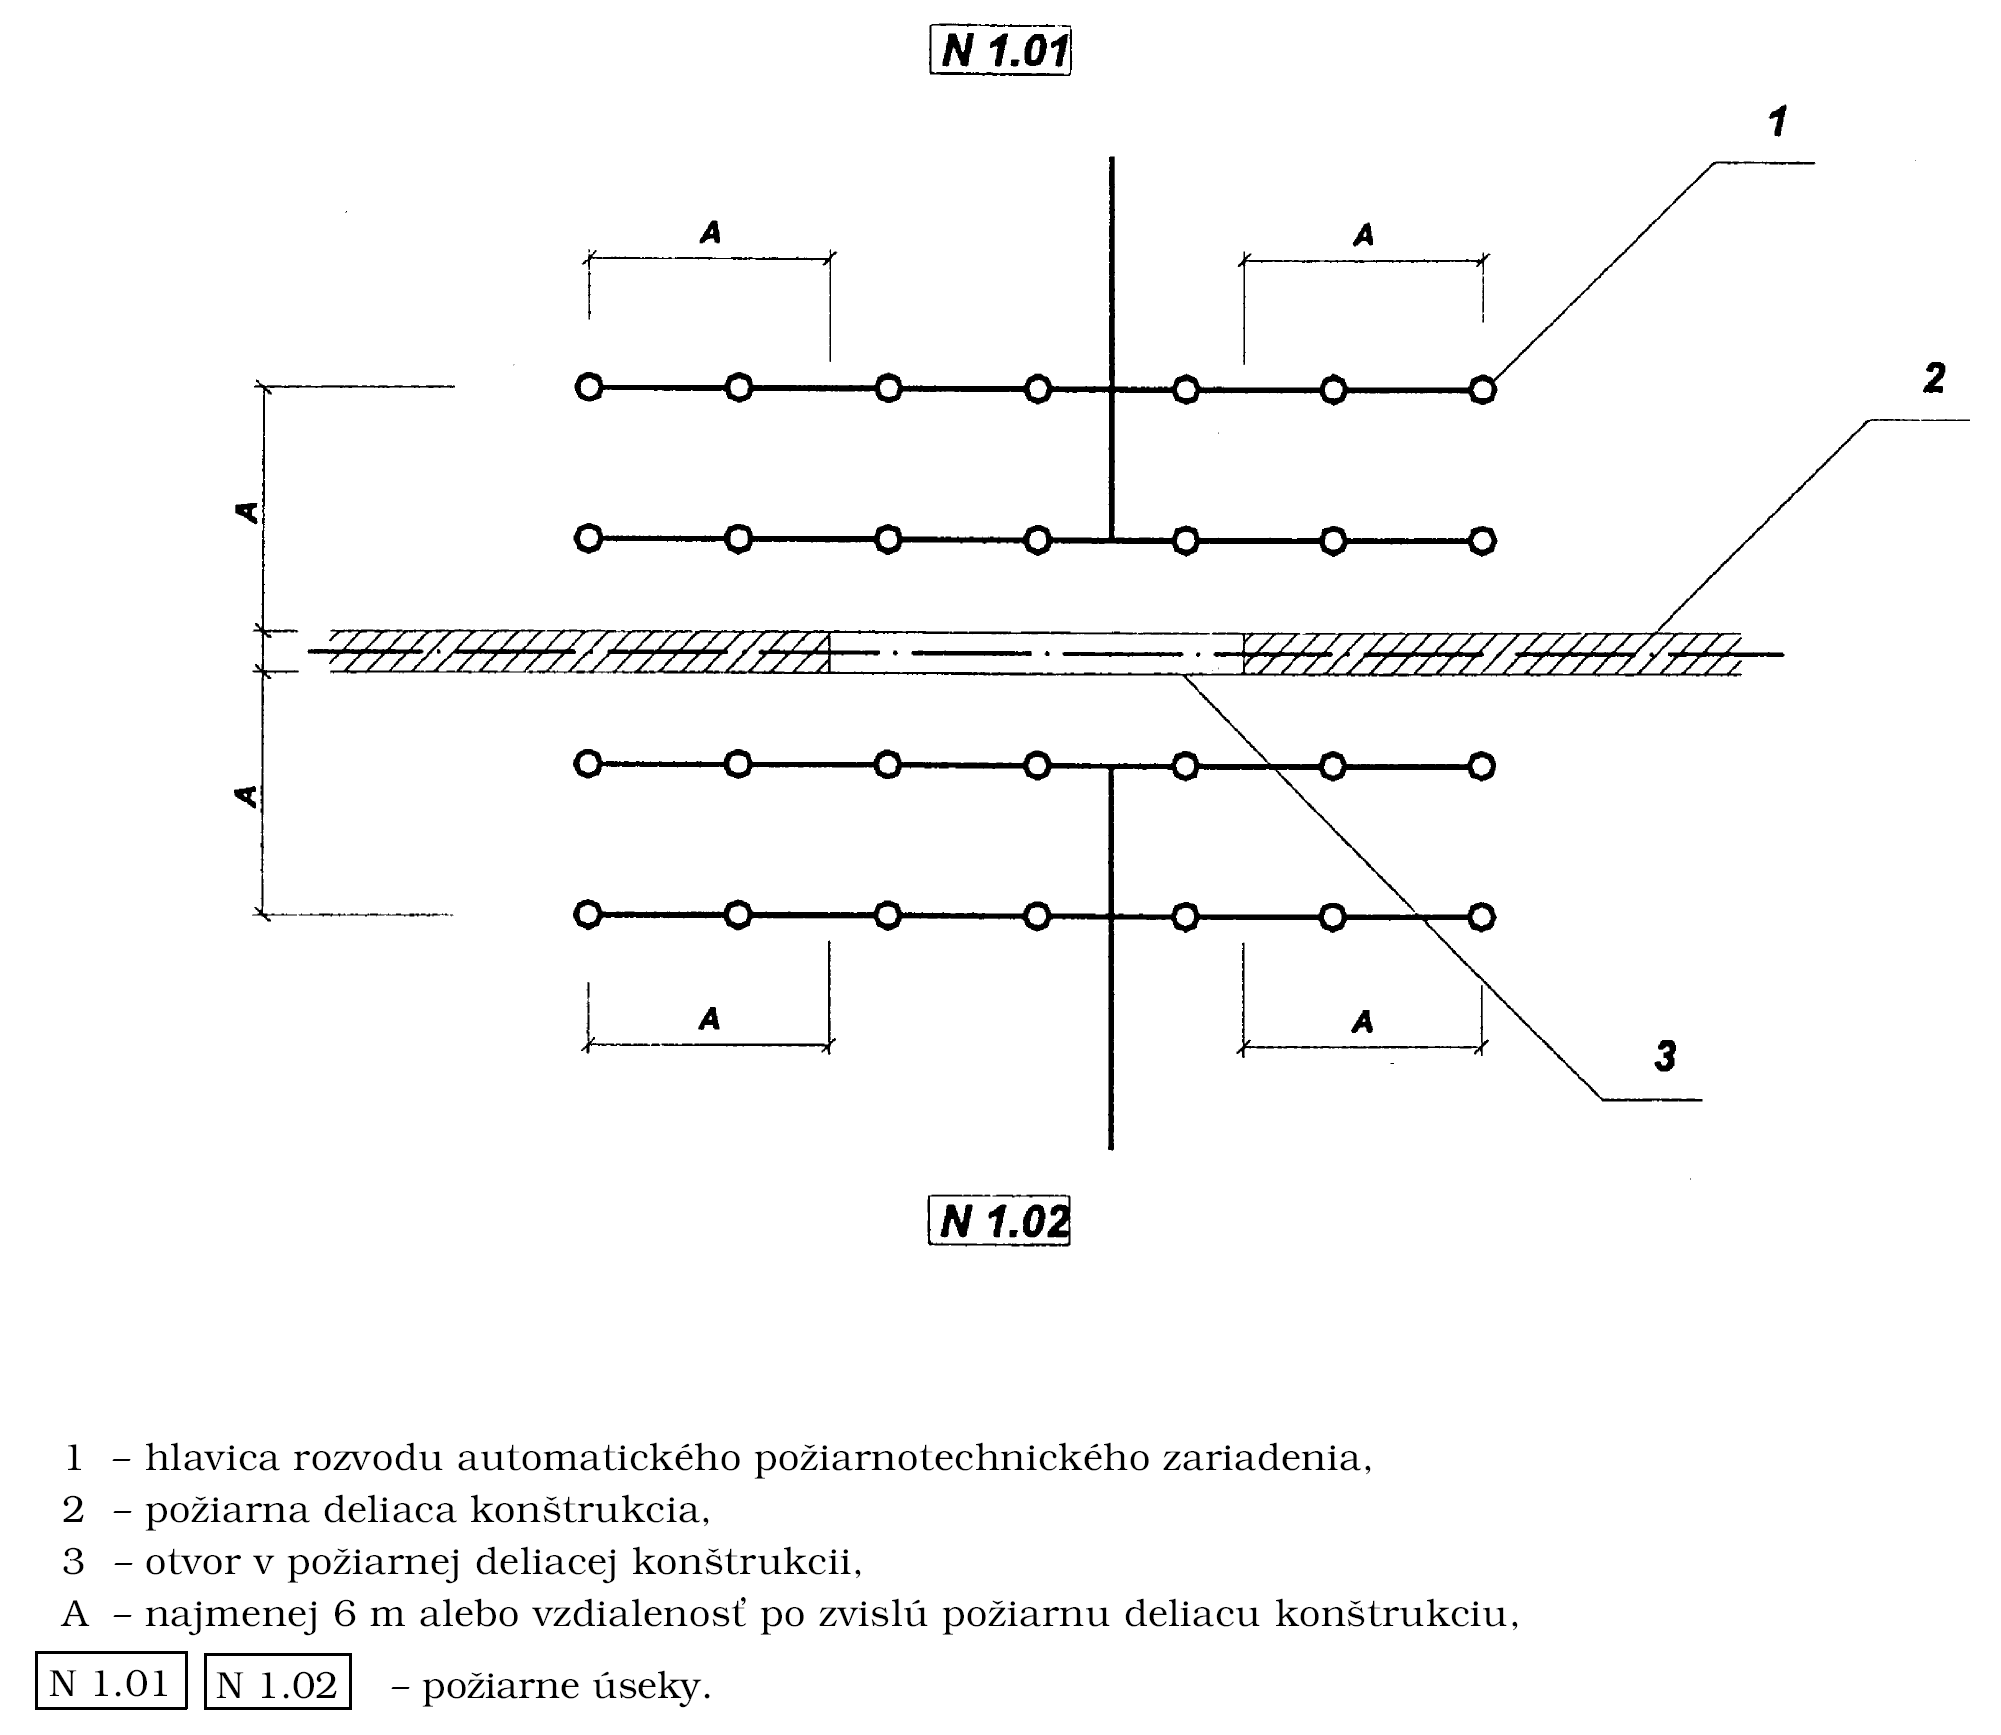 N 1.01
1
A
A
2
A
A
A
A
3
N 1.02
1 – hlavica rozvodu automatického požiarnotechnického zariadenia,
2 – požiarna deliaca konštrukcia,
3 – otvor v požiarnej deliacej konštrukcii,
A – najmenej 6 m alebo vzdialenosť po zvislú požiarnu deliacu konštrukciu,
N 1.01 N 1.02 – požiarne úseky.